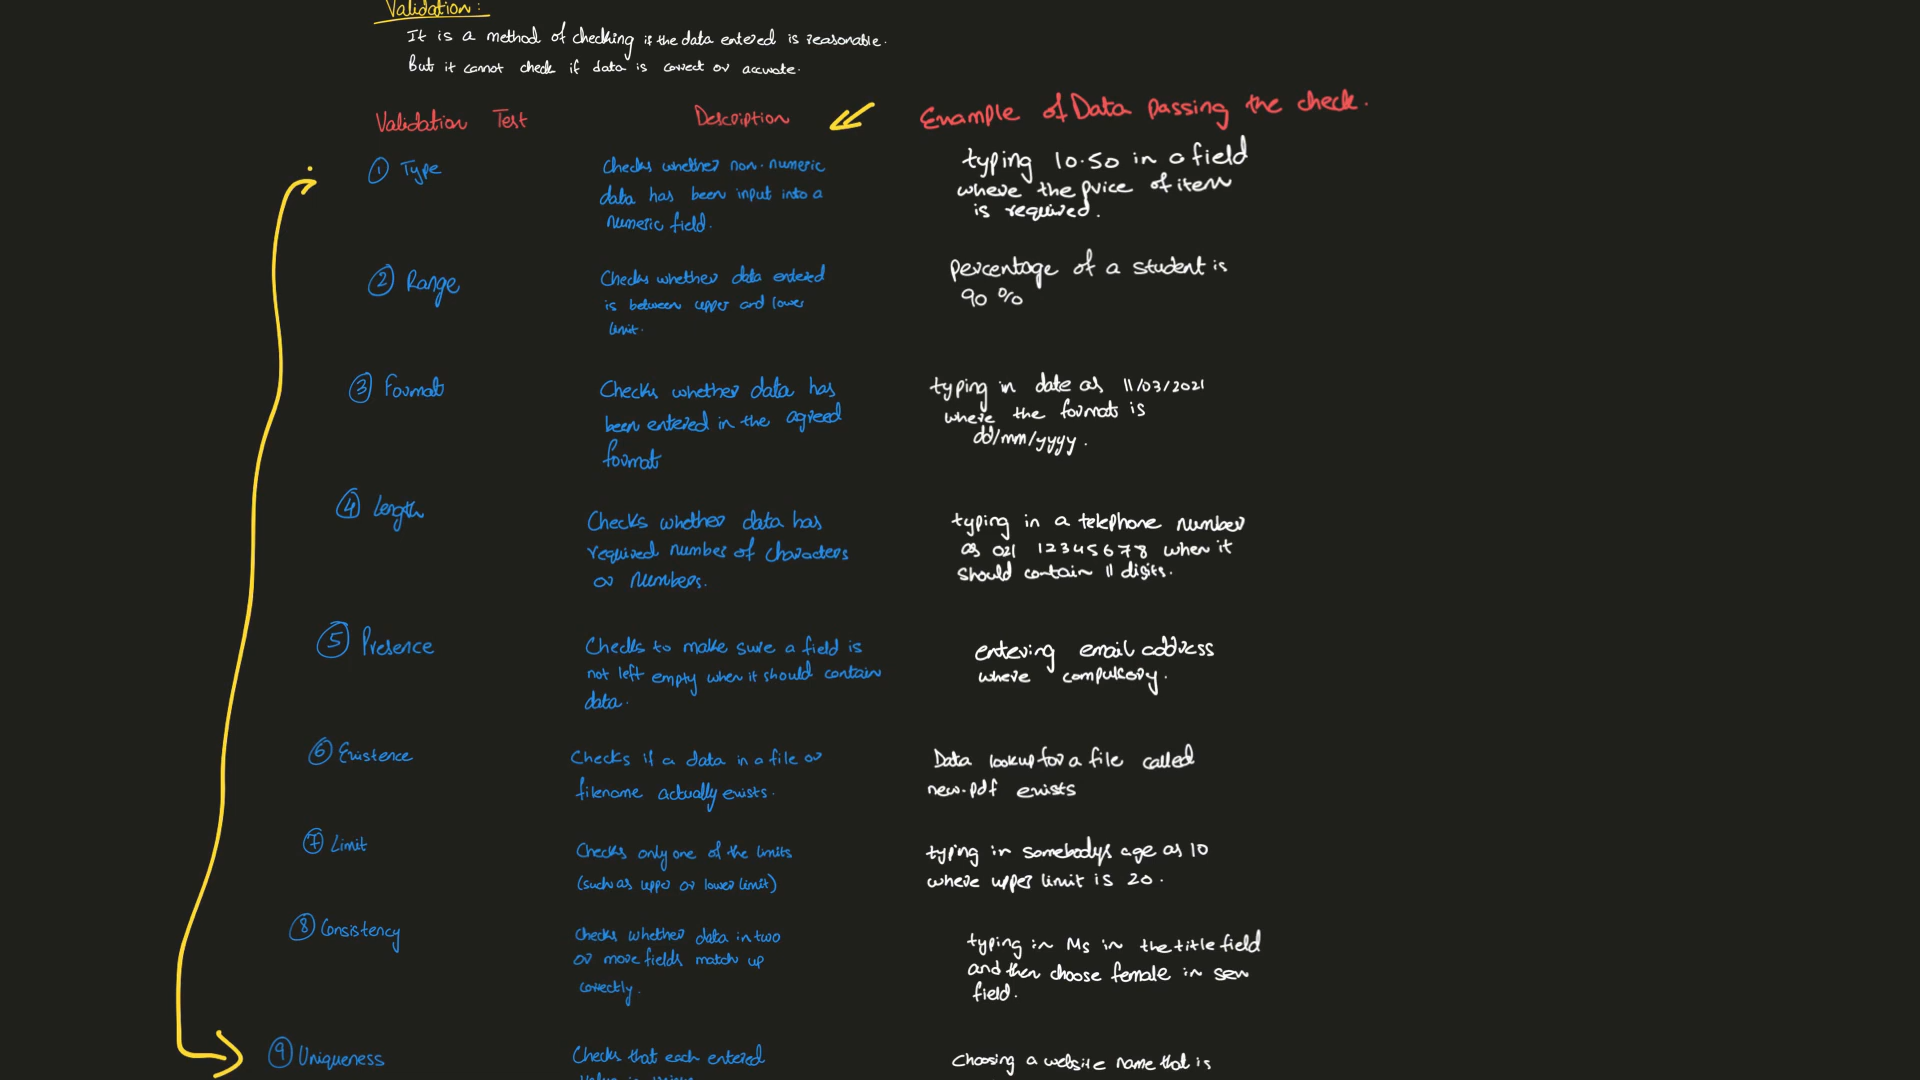 Validation :
It is a method of checking if the data entered is reasonable.
But it cannot check if data is correct or accurate.
Validation Test
Description
Example of Data passing the check.
① Type
Checks whether non-numeric
data has been input into a
numeric field.
typing 10.50 in a field
where the price of item
is required.
② Range
Checks whether data entered
is between upper and lower
limit.
Percentage of a student is
90 %
③ Format
Checks whether data has
been entered in the agreed
format
typing in date as 11/03/2021
where the format is
dd/mm/yyyy.
④ Length
Checks whether data has
required number of characters
or numbers.
typing in a telephone number
as 021 12345678 when it
should contain 11 digits.
⑤ Presence
Checks to make sure a field is
not left empty when it should contain
data.
entering email address
where compulsory.
⑥ Existence
Checks if a data in a file or
filename actually exists.
Data lookup for a file called
new.pdf exists
⑦ Limit
Checks only one of the limits
(such as upper or lower limit)
typing in somebodys age as 10
where upper limit is 20.
⑧ Consistency
Checks whether data in two
or more fields match up
correctly.
typing in Ms in the title field
and then choose female in sex
field.
⑨ Uniqueness
Checks that each entered
Choosing a website name that is